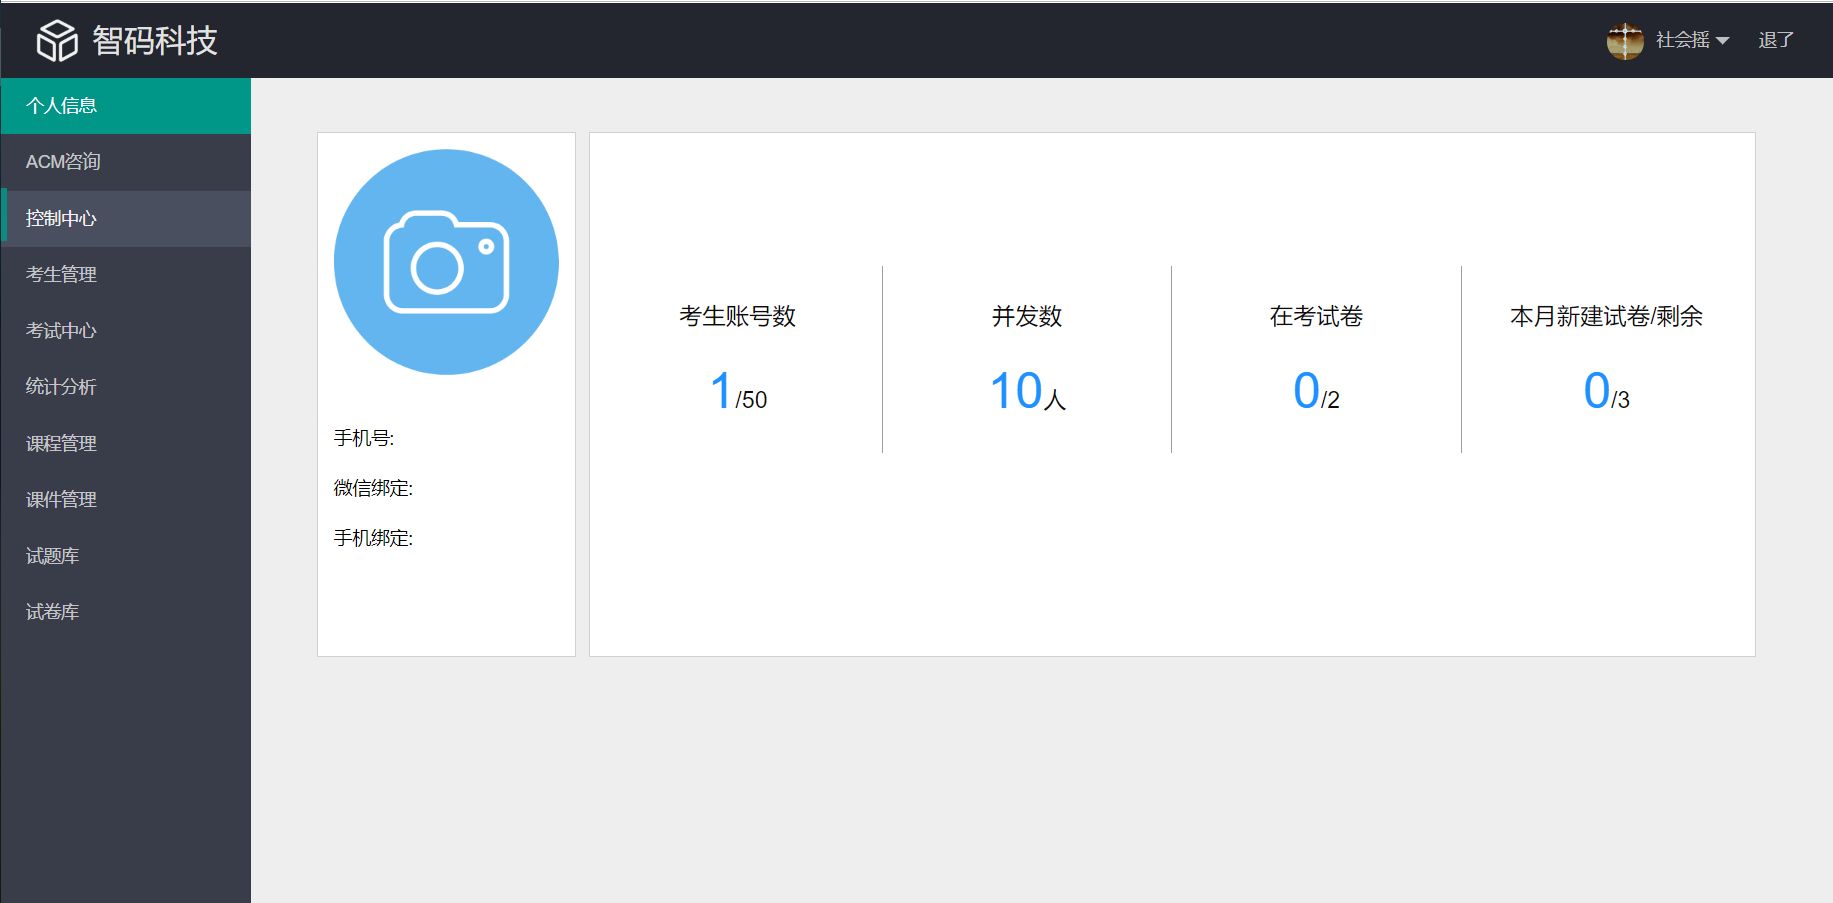 智码科技
社会摇
退了
个人信息
ACM咨询
控制中心
考生管理
考试中心
统计分析
课程管理
课件管理
试题库
试卷库
手机号:
微信绑定:
手机绑定:
考生账号数
1/50
并发数
10人
在考试卷
0/2
本月新建试卷/剩余
0/3